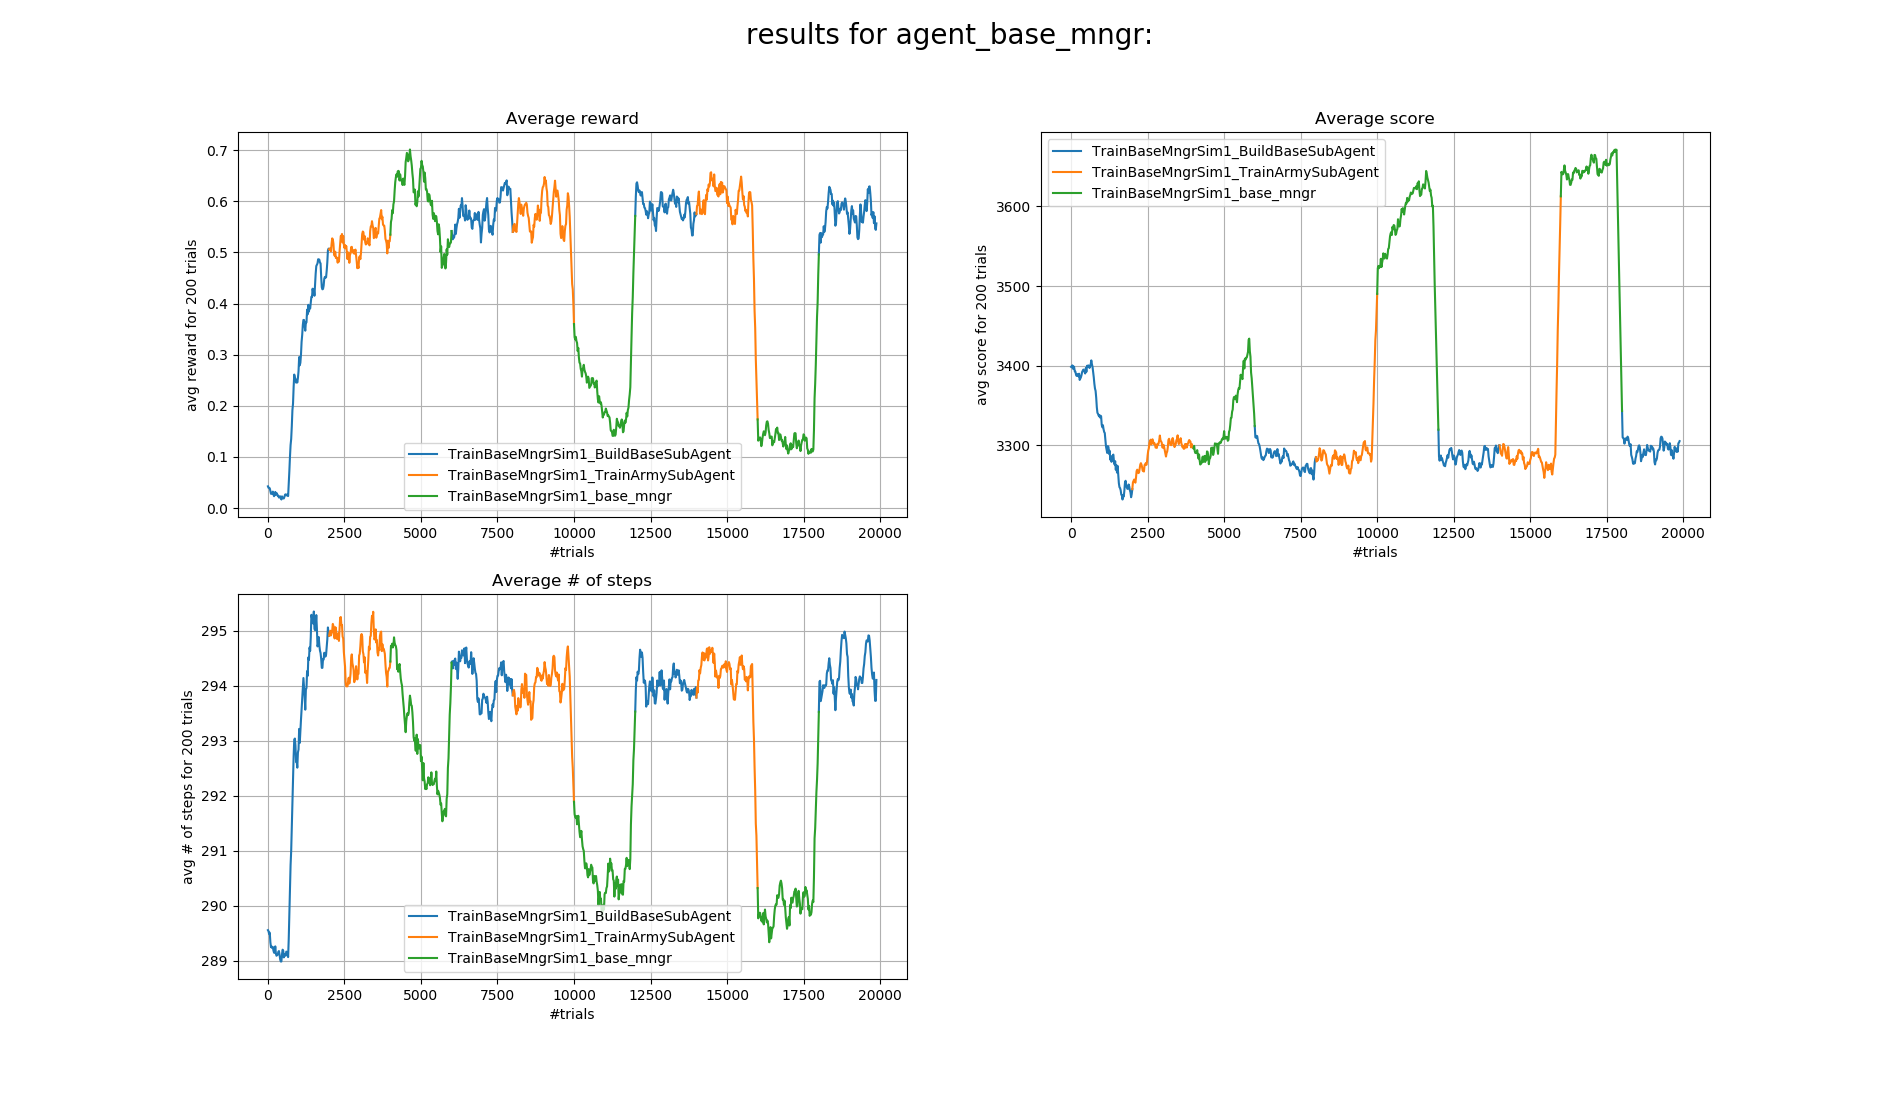 results for agent_base_mngr:
Average reward
avg reward for 200 trials
0.7
0.6
0.5
0.4
0.3
0.2
0.1
0.0
TrainBaseMngrSim1_BuildBaseSubAgent
TrainBaseMngrSim1_TrainArmySubAgent
TrainBaseMngrSim1_base_mngr
0 2500 5000 7500 10000 12500 15000 17500 20000
#trials
Average score
avg score for 200 trials
TrainBaseMngrSim1_BuildBaseSubAgent
TrainBaseMngrSim1_TrainArmySubAgent
TrainBaseMngrSim1_base_mngr
3600
3500
3400
3300
0 2500 5000 7500 10000 12500 15000 17500 20000
#trials
Average # of steps
avg # of steps for 200 trials
295
294
293
292
291
290
289
TrainBaseMngrSim1_BuildBaseSubAgent
TrainBaseMngrSim1_TrainArmySubAgent
TrainBaseMngrSim1_base_mngr
0 2500 5000 7500 10000 12500 15000 17500 20000
#trials